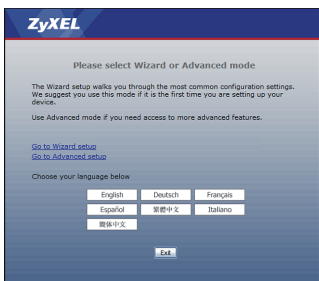 ZyXEL
Please select Wizard or Advanced mode
The Wizard setup walks you through the most common configuration settings.
We suggest you use this mode if it is the first time you are setting up your
device.
Use Advanced mode if you need access to more advanced features.
Go to Wizard setup
Go to Advanced setup
Choose your language below
English Deutsch Français
Español 繁體中文 Italiano
簡体中文
Exit